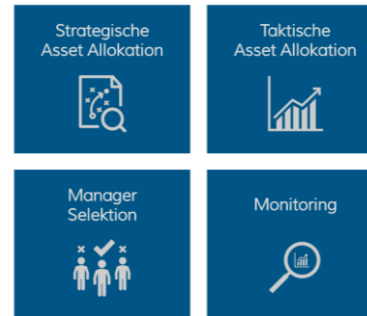 Strategische
Asset Allokation
Taktische
Asset Allokation
Manager
Selektion
Monitoring